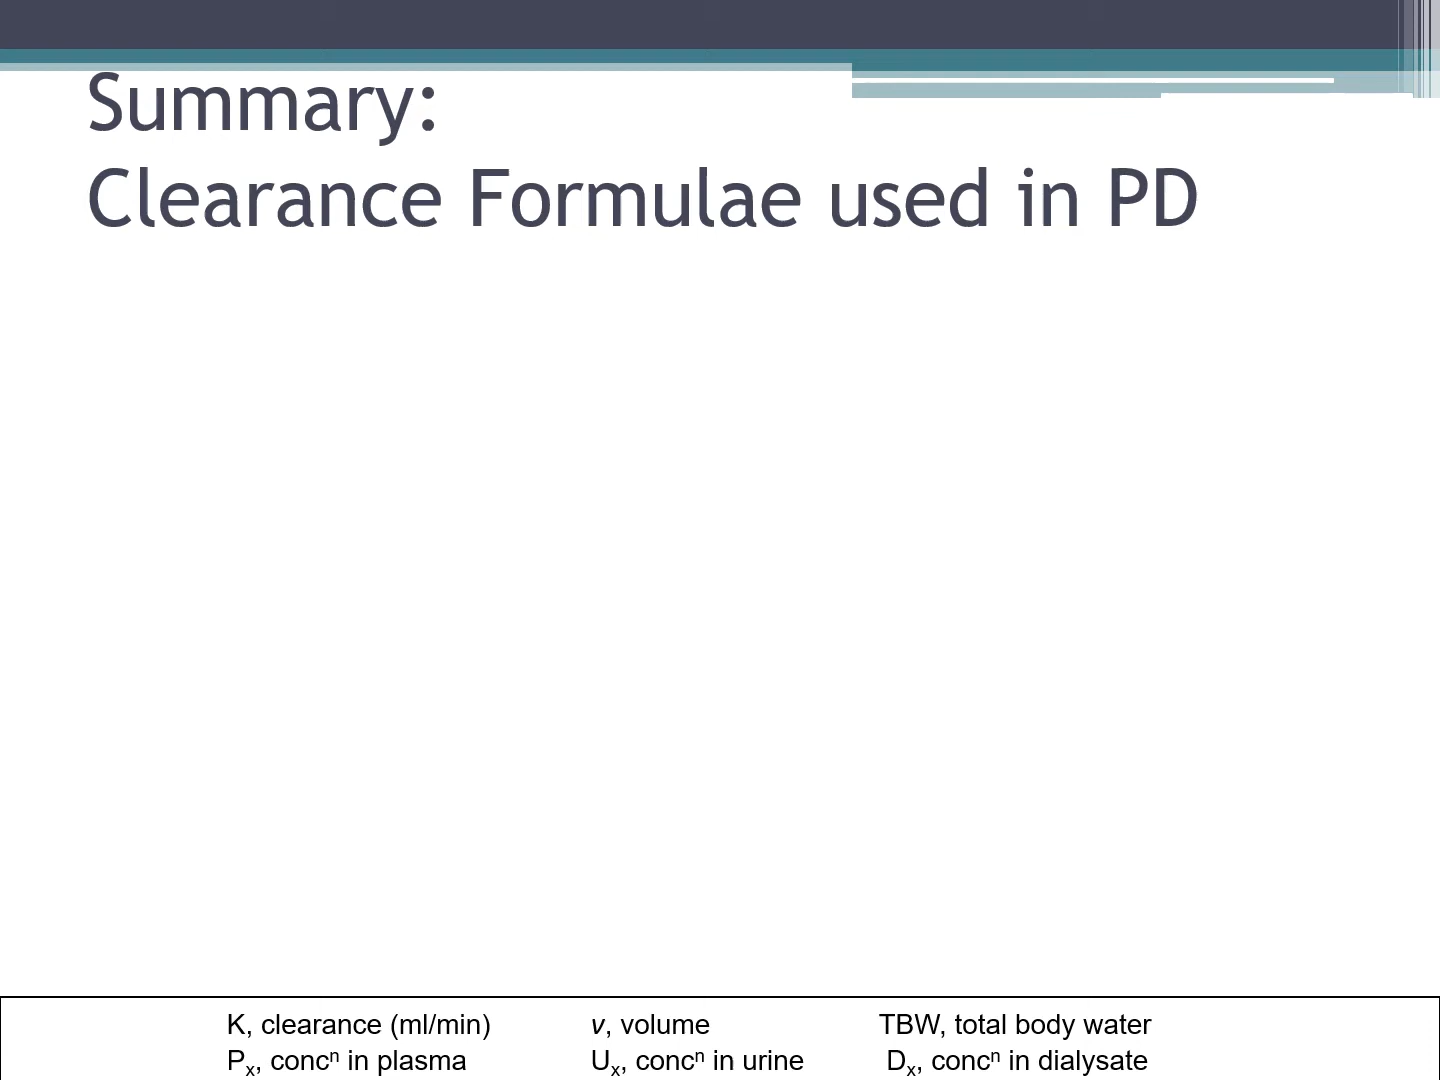 Summary:
Clearance Formulae used in PD
K, clearance (ml/min) v, volume TBW, total body water
Pₓ, concⁿ in plasma Uₓ, concⁿ in urine Dₓ, concⁿ in dialysate